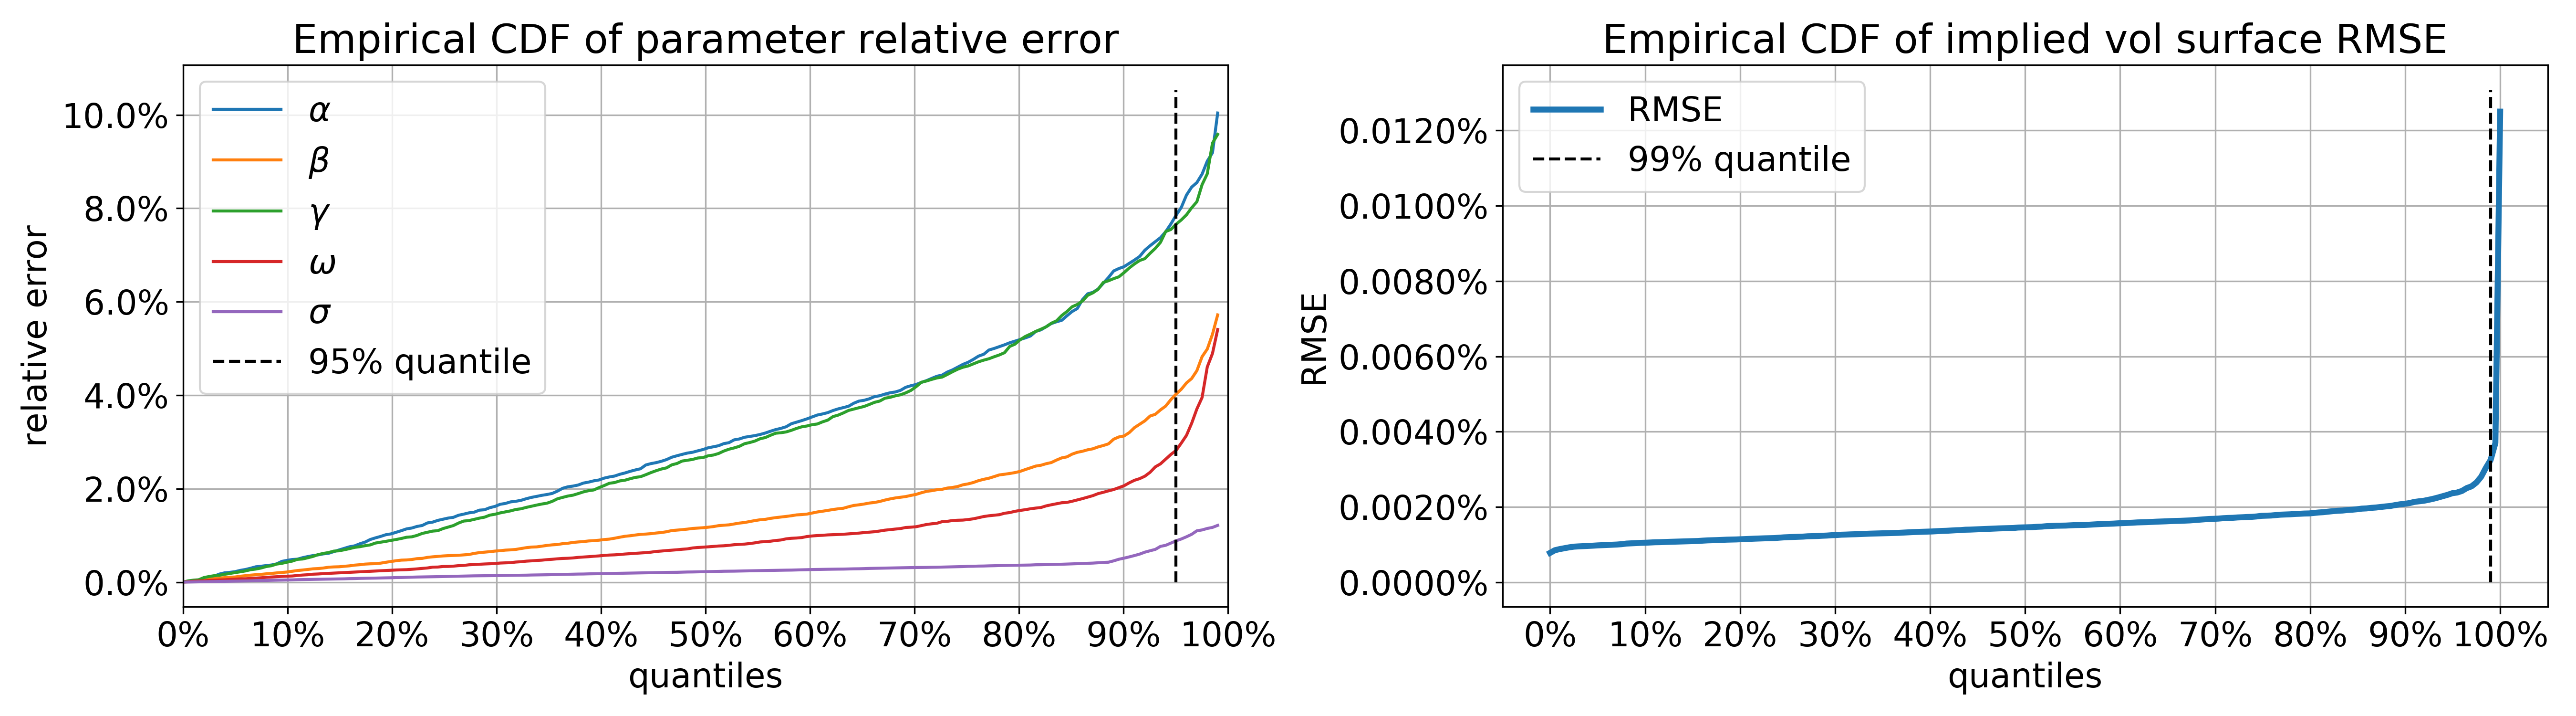 Empirical CDF of parameter relative error
relative error
10.0%
8.0%
6.0%
4.0%
2.0%
0.0%
α
β
γ
ω
σ
95% quantile
0% 10% 20% 30% 40% 50% 60% 70% 80% 90% 100%
quantiles
Empirical CDF of implied vol surface RMSE
RMSE
0.0120%
0.0100%
0.0080%
0.0060%
0.0040%
0.0020%
0.0000%
RMSE
99% quantile
0% 10% 20% 30% 40% 50% 60% 70% 80% 90% 100%
quantiles